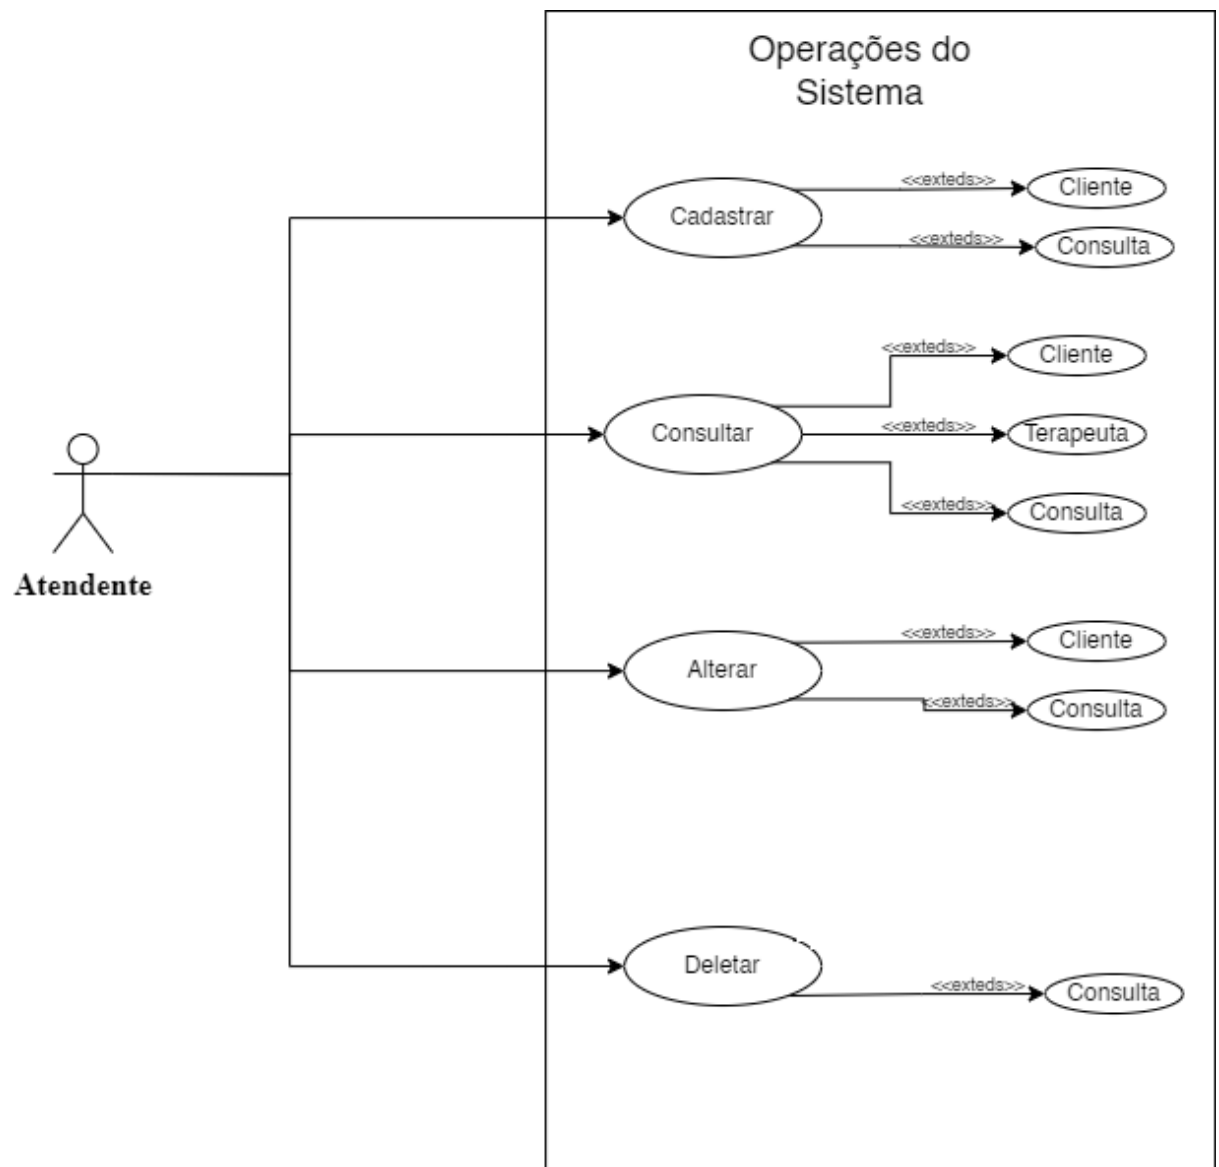 Operações do
Sistema
<<exteds>>
Cliente
Cadastrar
<<exteds>>
Consulta
<<exteds>>
Cliente
Consultar
<<exteds>>
Terapeuta
<<exteds>>
Consulta
Atendente
<<exteds>>
Cliente
Alterar
<<exteds>>
Consulta
Deletar
<<exteds>>
Consulta